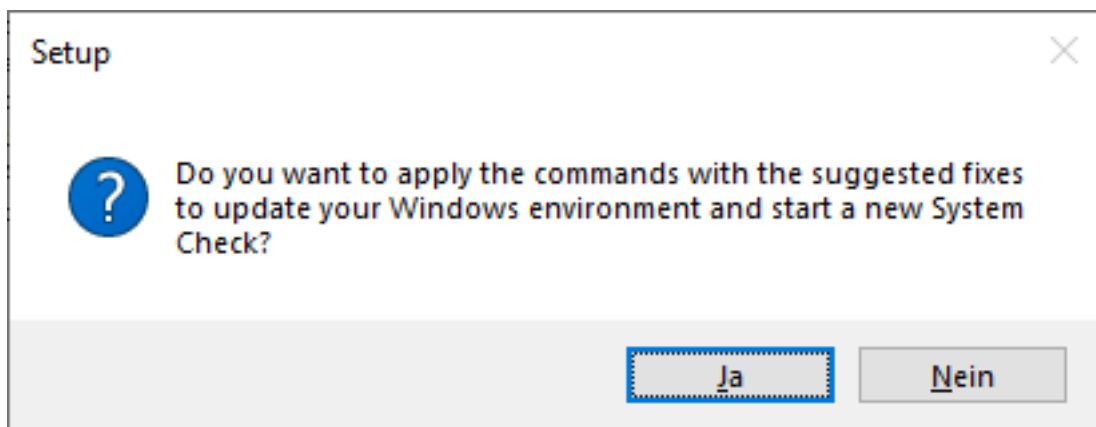 Setup
Do you want to apply the commands with the suggested fixes
to update your Windows environment and start a new System
Check?
Ja
Nein